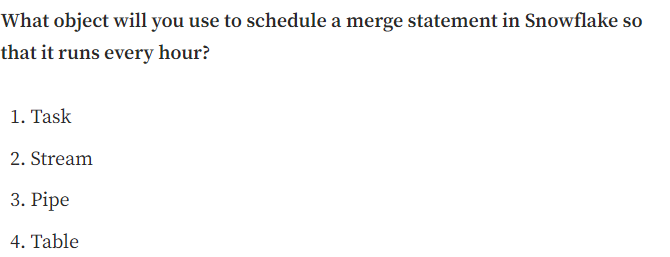 What object will you use to schedule a merge statement in Snowflake so
that it runs every hour?
1. Task
2. Stream
3. Pipe
4. Table